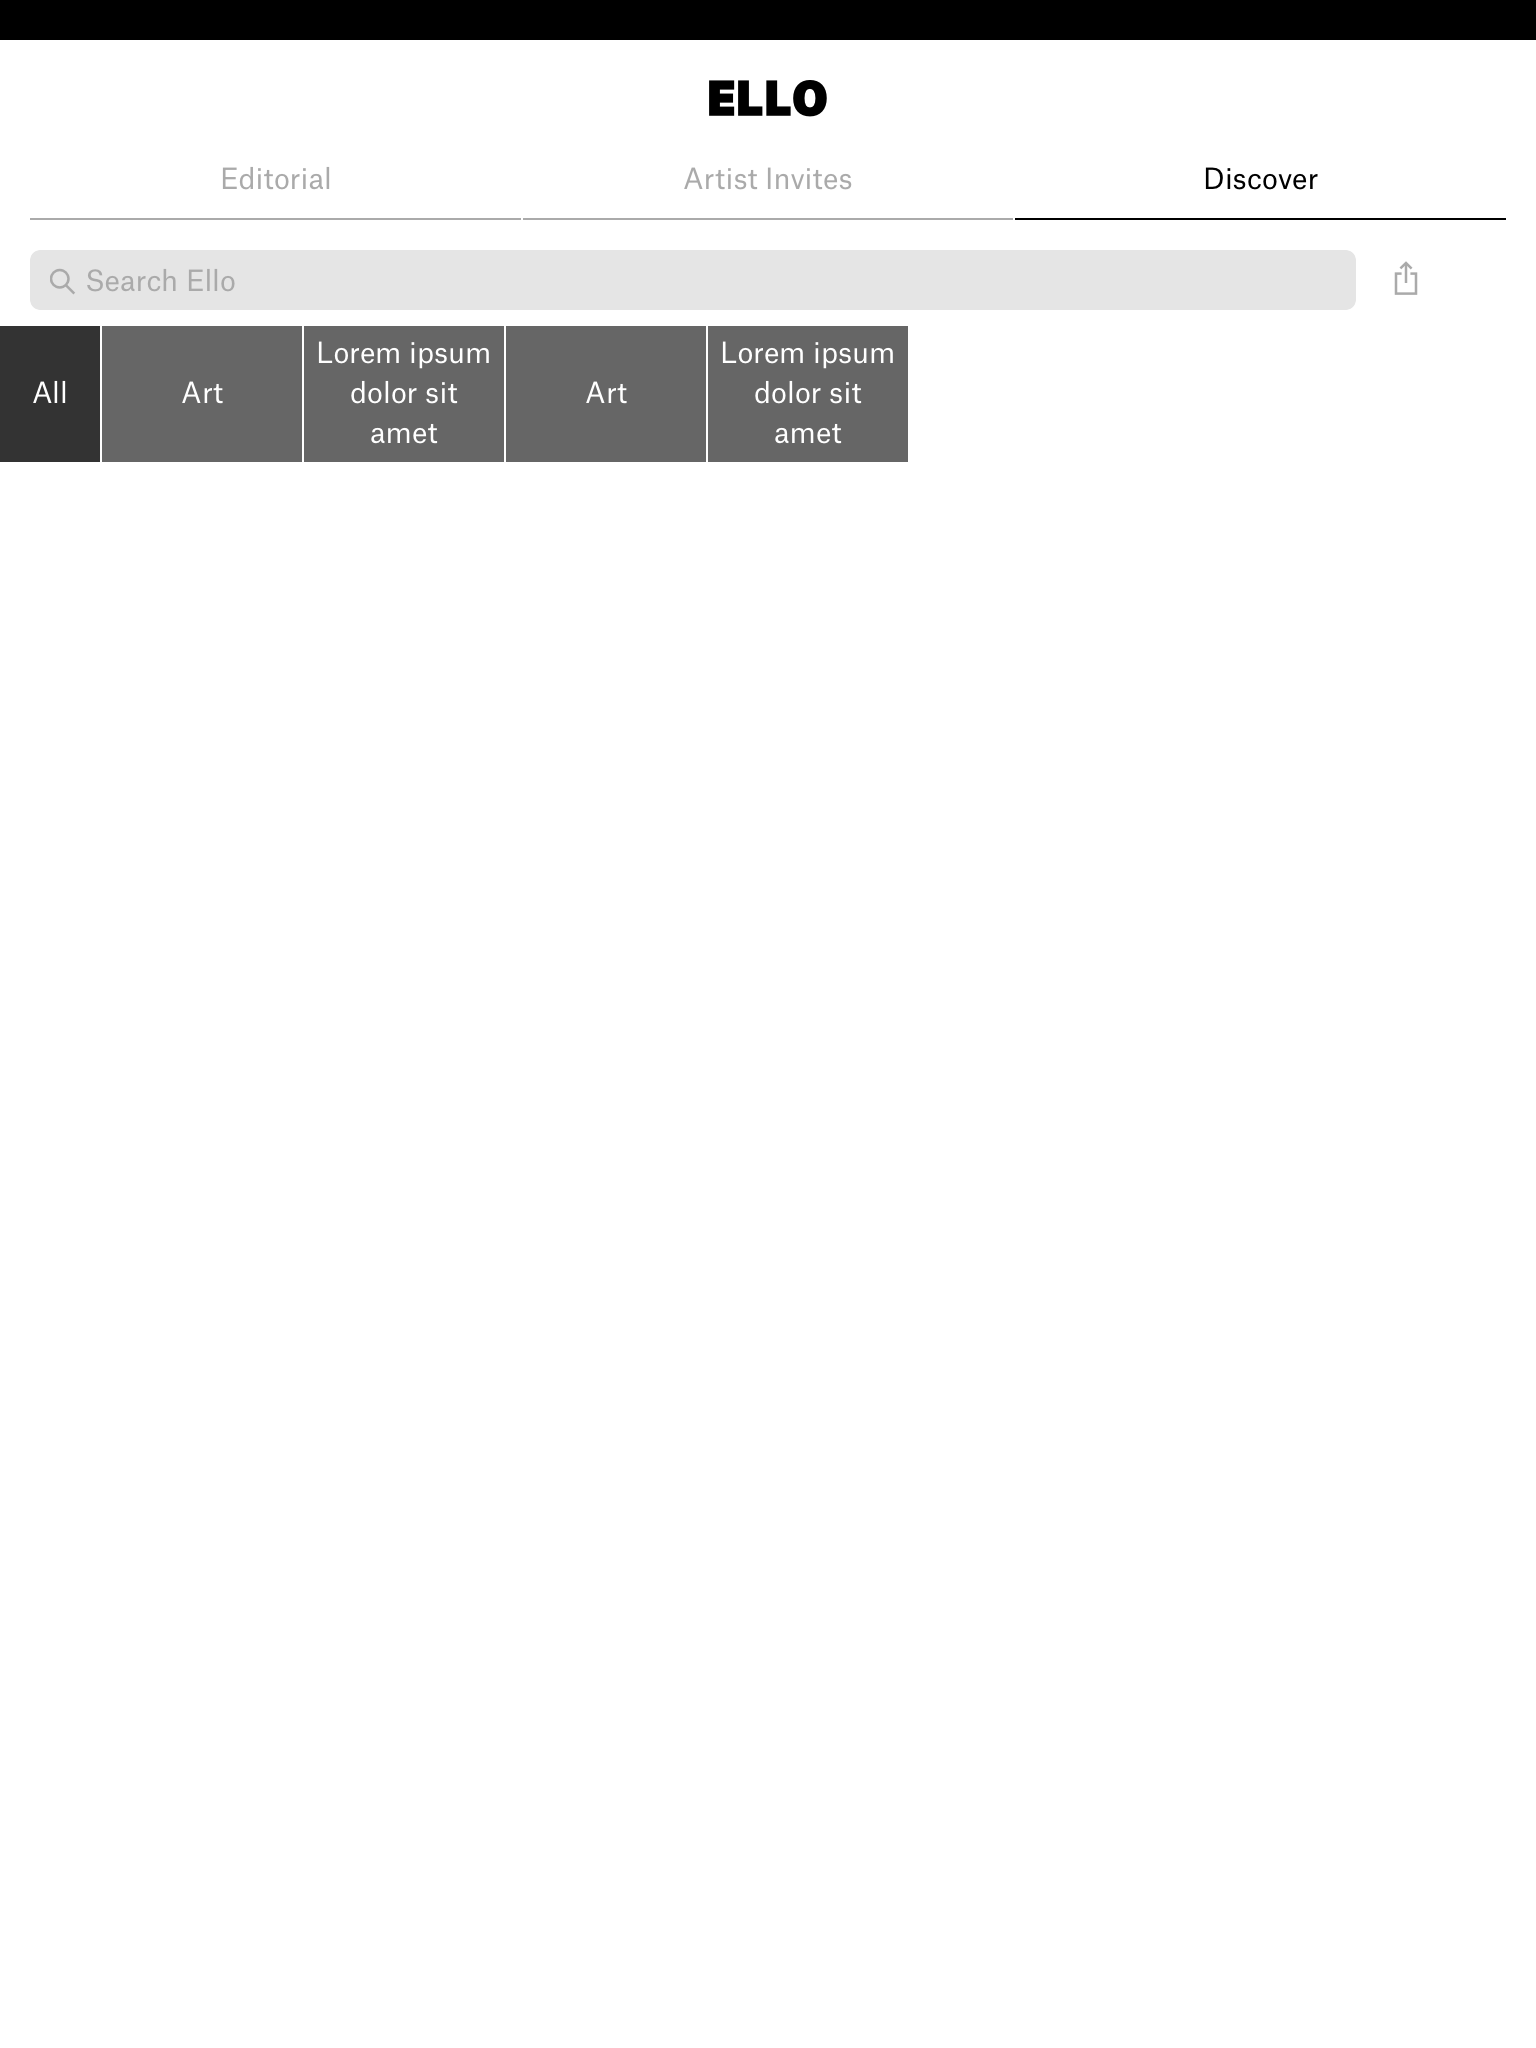 ELLO
Editorial
Artist Invites
Discover
Search Ello
All
Art
Lorem ipsum
dolor sit
amet
Art
Lorem ipsum
dolor sit
amet